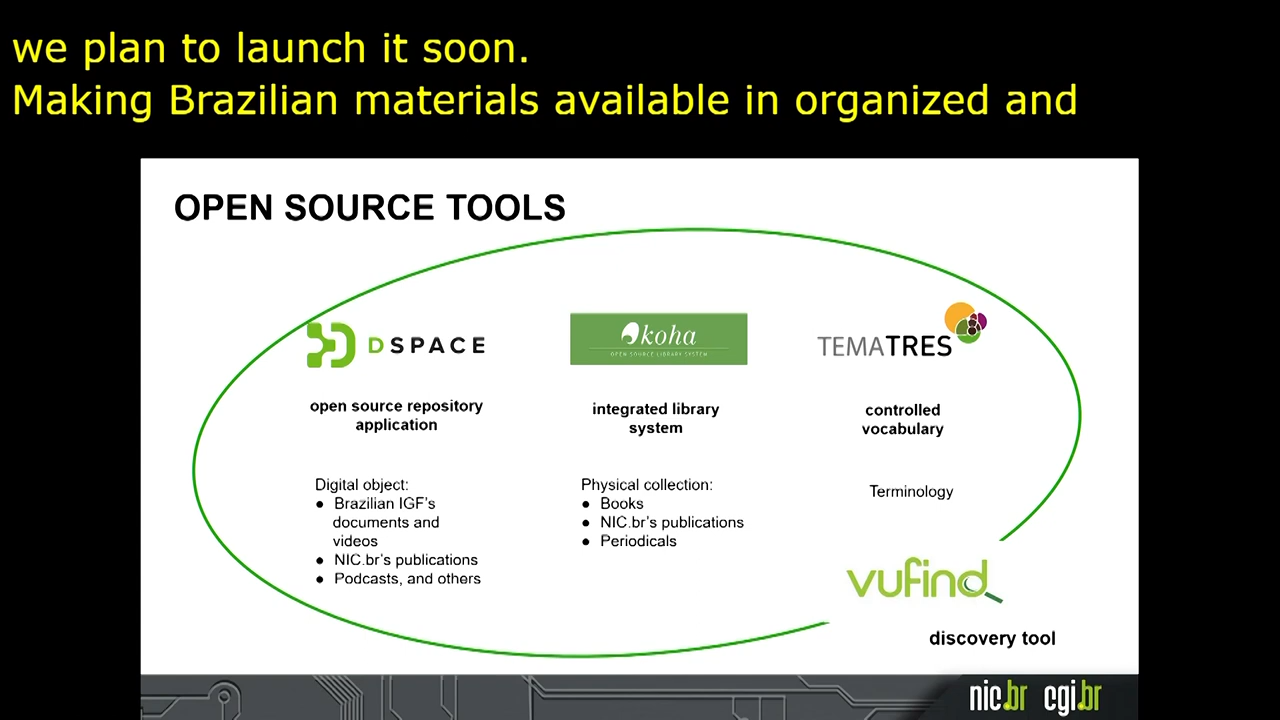 we plan to launch it soon.
Making Brazilian materials available in organized and
OPEN SOURCE TOOLS
DSPACE
open source repository
application
Digital object:
● Brazilian IGF's
documents and
videos
● NIC.br's publications
● Podcasts, and others
koha
OPEN SOURCE LIBRARY SYSTEM
integrated library
system
Physical collection:
● Books
● NIC.br's publications
● Periodicals
TEMATRES
controlled
vocabulary
Terminology
vufind
discovery tool
nic.br cgi.br